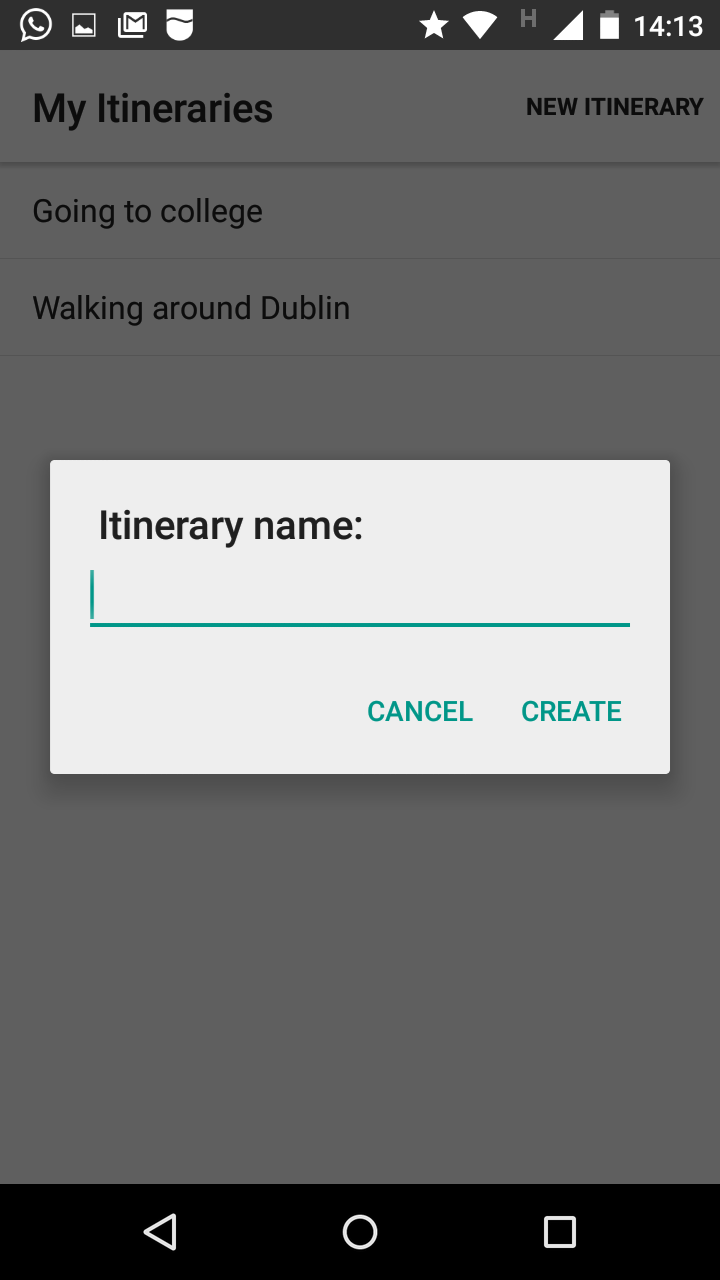 H 14:13
My Itineraries NEW ITINERARY
Going to college
Walking around Dublin
Itinerary name:
CANCEL CREATE